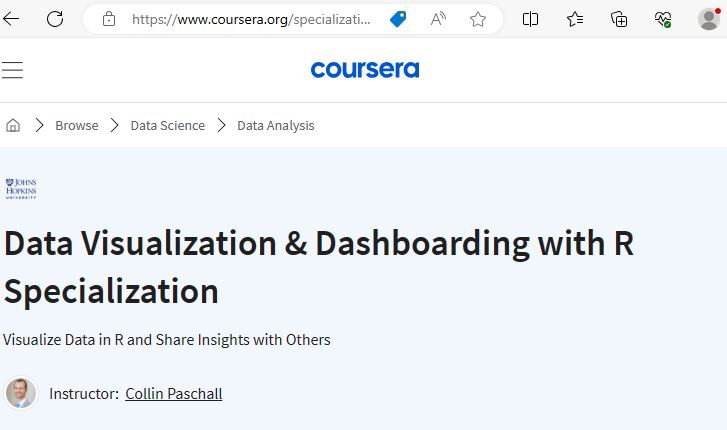 https://www.coursera.org/specializati...
coursera
Browse
Data Science
Data Analysis
JOHNS
HOPKINS
UNIVERSITY
Data Visualization & Dashboarding with R
Specialization
Visualize Data in R and Share Insights with Others
Instructor: Collin Paschall